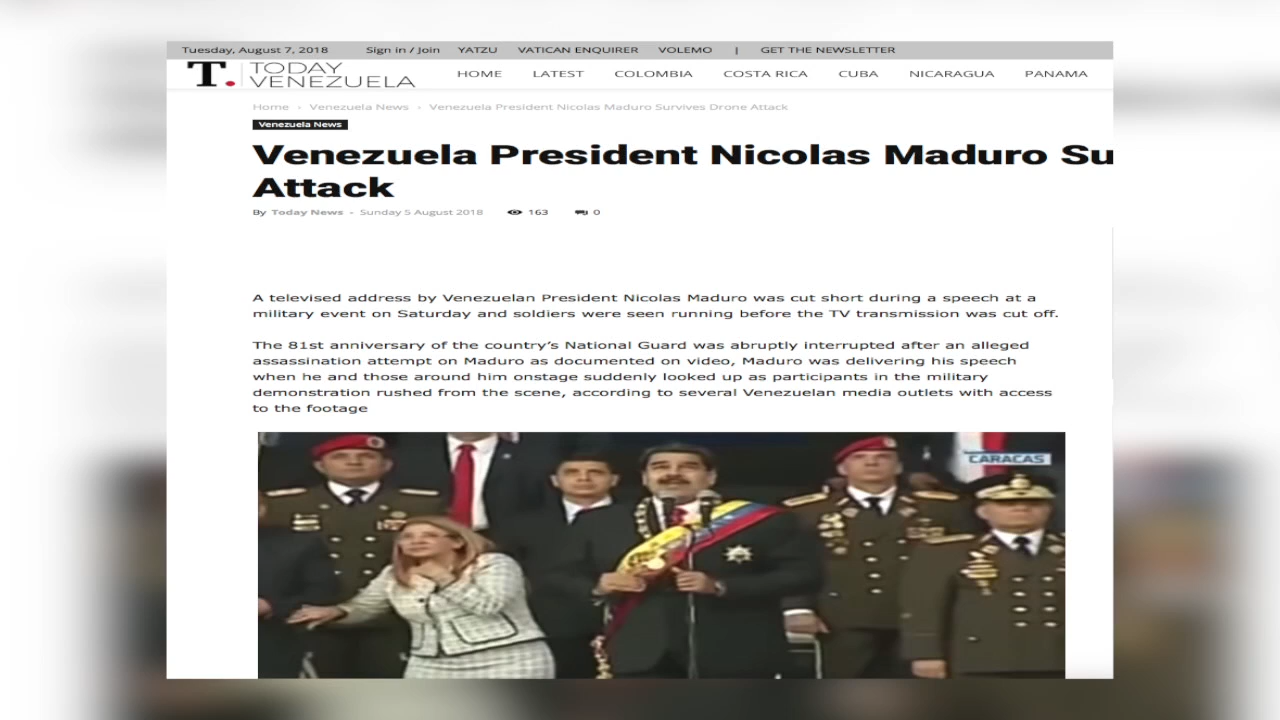 Tuesday, August 7, 2018 Sign in / Join YATZU VATICAN ENQUIRER VOLEMO | GET THE NEWSLETTER
T. TODAY
VENEZUELA
HOME LATEST COLOMBIA COSTA RICA CUBA NICARAGUA PANAMA
Home › Venezuela News › Venezuela President Nicolas Maduro Survives Drone Attack
Venezuela News
Venezuela President Nicolas Maduro Su
Attack
By Today News - Sunday 5 August 2018 163 0
A televised address by Venezuelan President Nicolas Maduro was cut short during a speech at a
military event on Saturday and soldiers were seen running before the TV transmission was cut off.
The 81st anniversary of the country's National Guard was abruptly interrupted after an alleged
assassination attempt on Maduro as documented on video, Maduro was delivering his speech
when he and those around him onstage suddenly looked up as participants in the military
demonstration rushed from the scene, according to several Venezuelan media outlets with access
to the footage
CARACAS